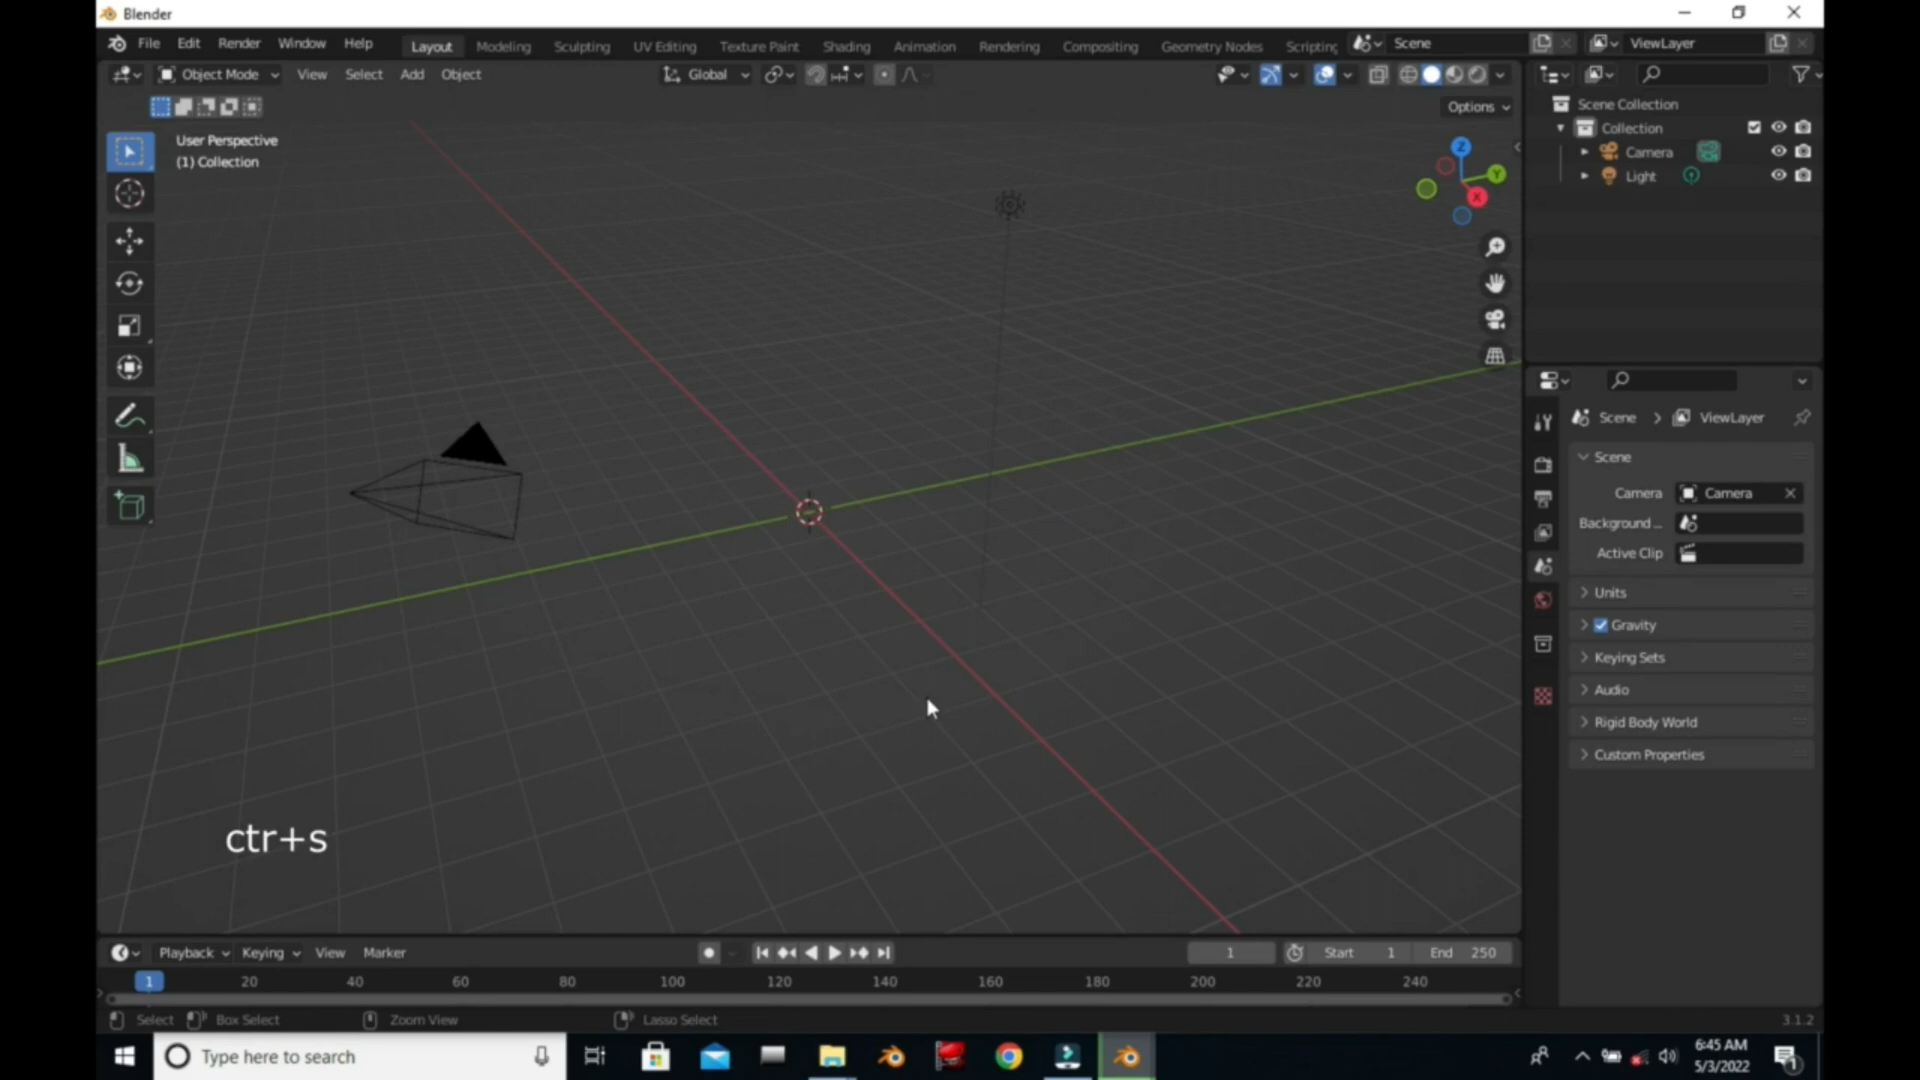 Blender
File Edit Render Window Help Layout Modeling Sculpting UV Editing Texture Paint Shading Animation Rendering Compositing Geometry Nodes Scripting Scene ViewLayer
Object Mode View Select Add Object Global
Options
User Perspective
(1) Collection
Z
Y
X
Scene Collection
Collection
Camera
Light
Scene > ViewLayer
Scene
Camera Camera
Background ...
Active Clip
Units
Gravity
Keying Sets
Audio
Rigid Body World
Custom Properties
ctr+s
Playback Keying View Marker 1 Start 1 End 250
1 20 40 60 80 100 120 140 160 180 200 220 240
Select Box Select Zoom View Lasso Select 3.1.2
Type here to search
6:45 AM
5/3/2022
1